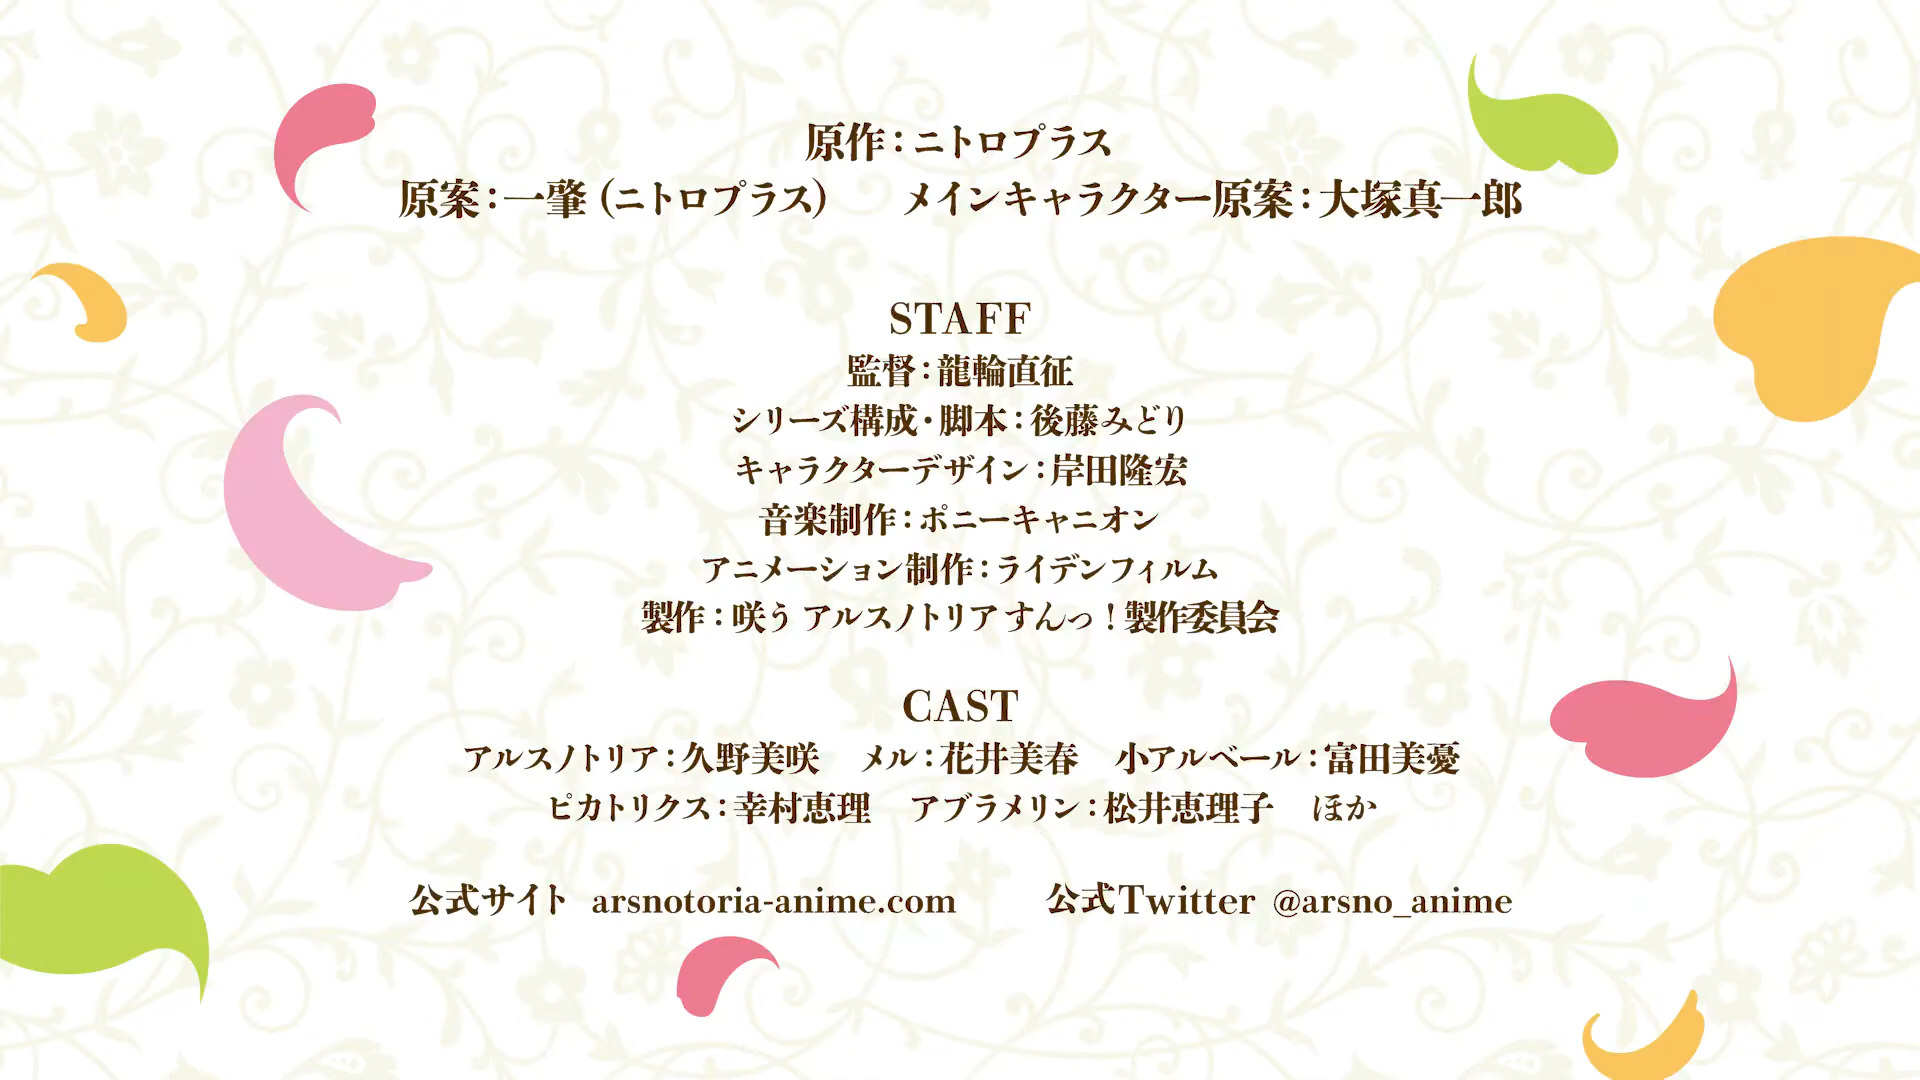 原作：ニトロプラス
原案：一肇（ニトロプラス）　メインキャラクター原案：大塚真一郎
STAFF
監督：龍輪直征
シリーズ構成・脚本：後藤みどり
キャラクターデザイン：岸田隆宏
音楽制作：ポニーキャニオン
アニメーション制作：ライデンフィルム
製作：咲う アルスノトリア すんっ！製作委員会
CAST
アルスノトリア：久野美咲　メル：花井美春　小アルベール：富田美憂
ピカトリクス：幸村恵理　アブラメリン：松井恵理子　ほか
公式サイト arsnotoria-anime.com　公式Twitter @arsno_anime